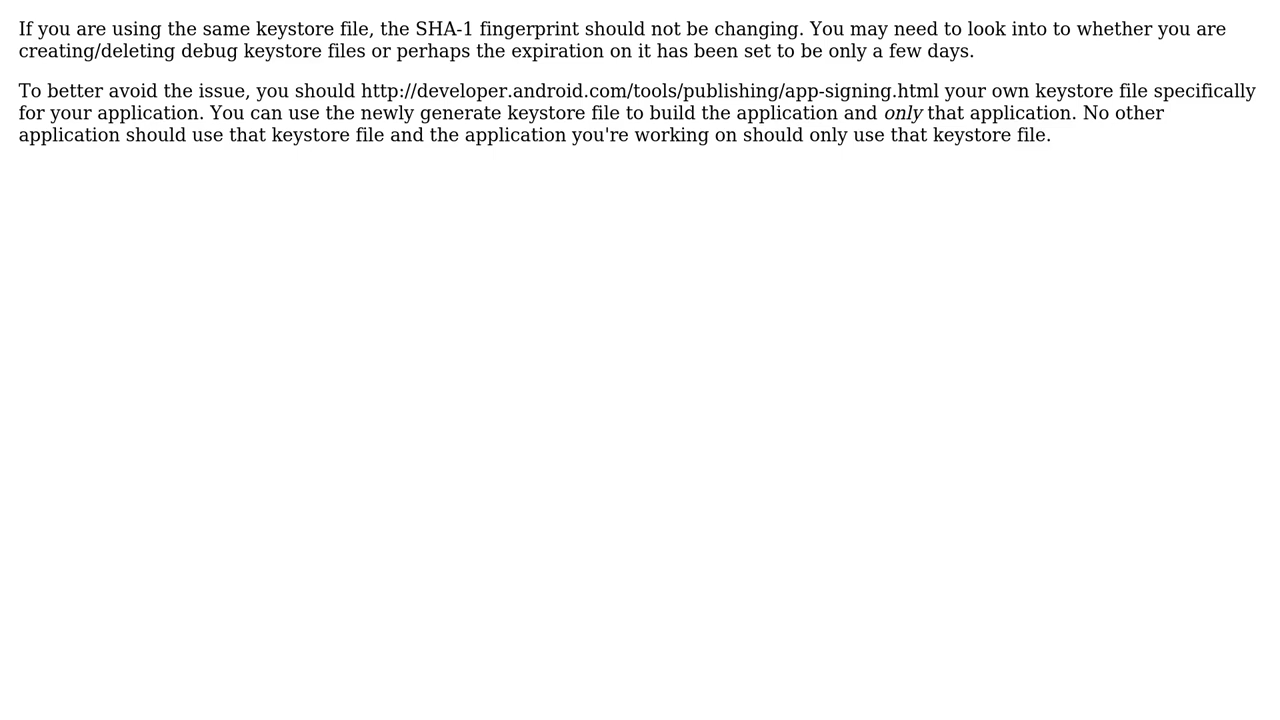 If you are using the same keystore file, the SHA-1 fingerprint should not be changing. You may need to look into to whether you are
creating/deleting debug keystore files or perhaps the expiration on it has been set to be only a few days.
To better avoid the issue, you should http://developer.android.com/tools/publishing/app-signing.html your own keystore file specifically
for your application. You can use the newly generate keystore file to build the application and only that application. No other
application should use that keystore file and the application you're working on should only use that keystore file.